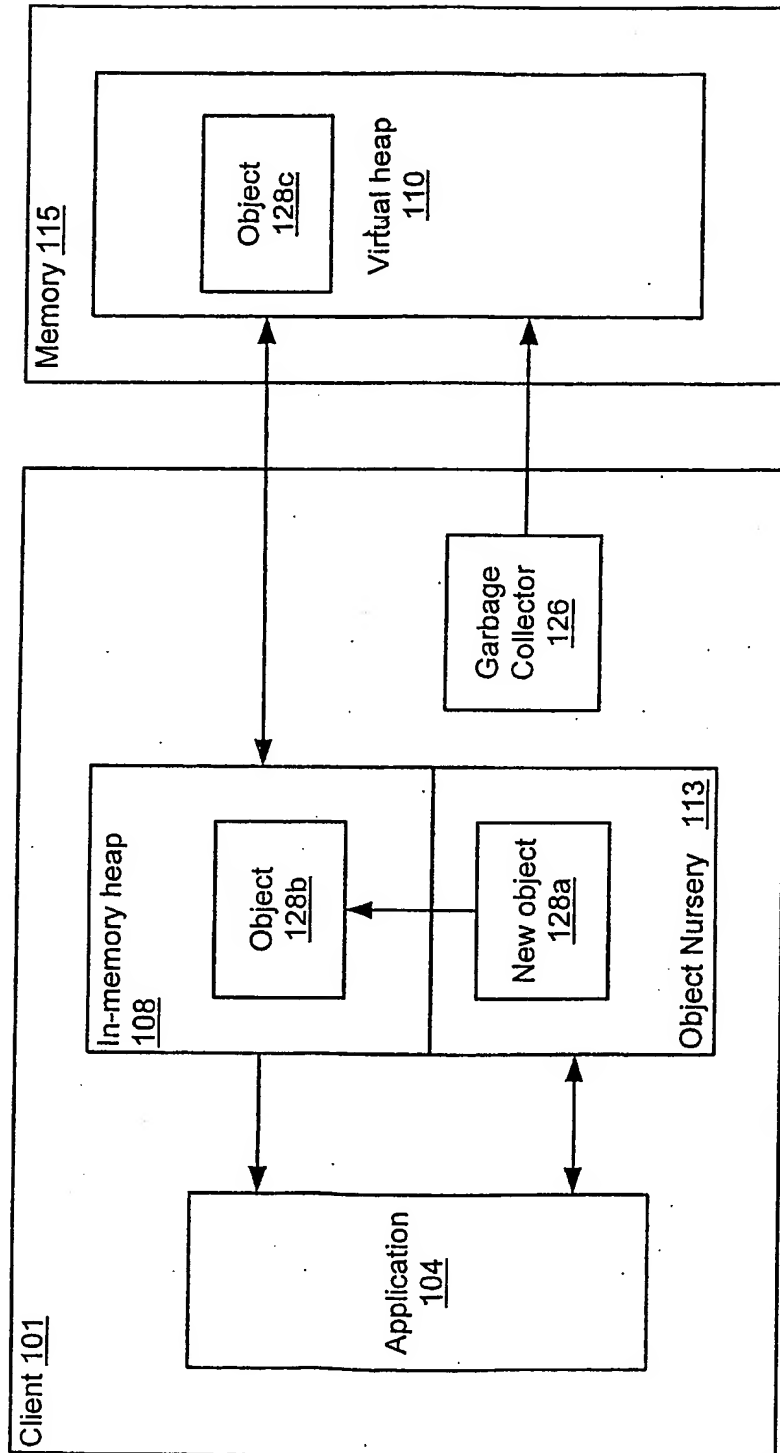 Client 101
Application
104
In-memory heap
108
Object
128b
New object
128a
Object Nursery 113
Garbage
Collector
126
Memory 115
Object
128c
Virtual heap
110